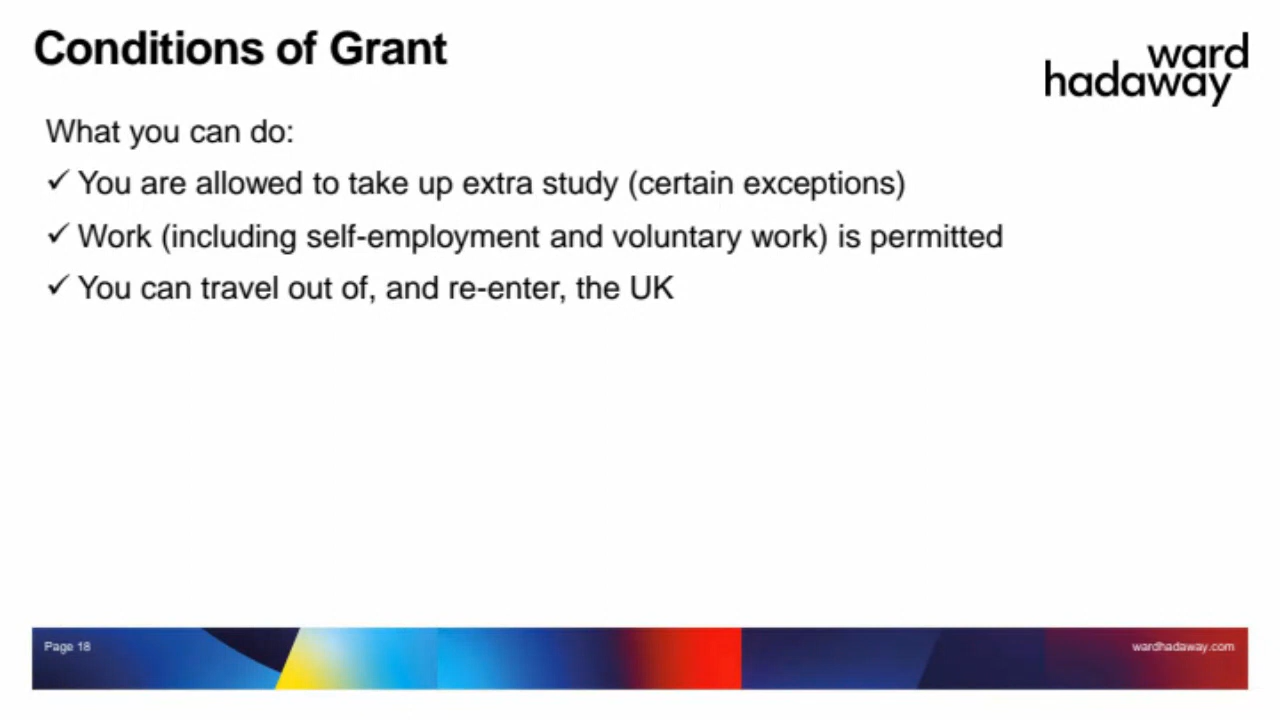 Conditions of Grant
ward
hadaway
What you can do:
✓ You are allowed to take up extra study (certain exceptions)
✓ Work (including self-employment and voluntary work) is permitted
✓ You can travel out of, and re-enter, the UK
Page 18
wardhadaway.com